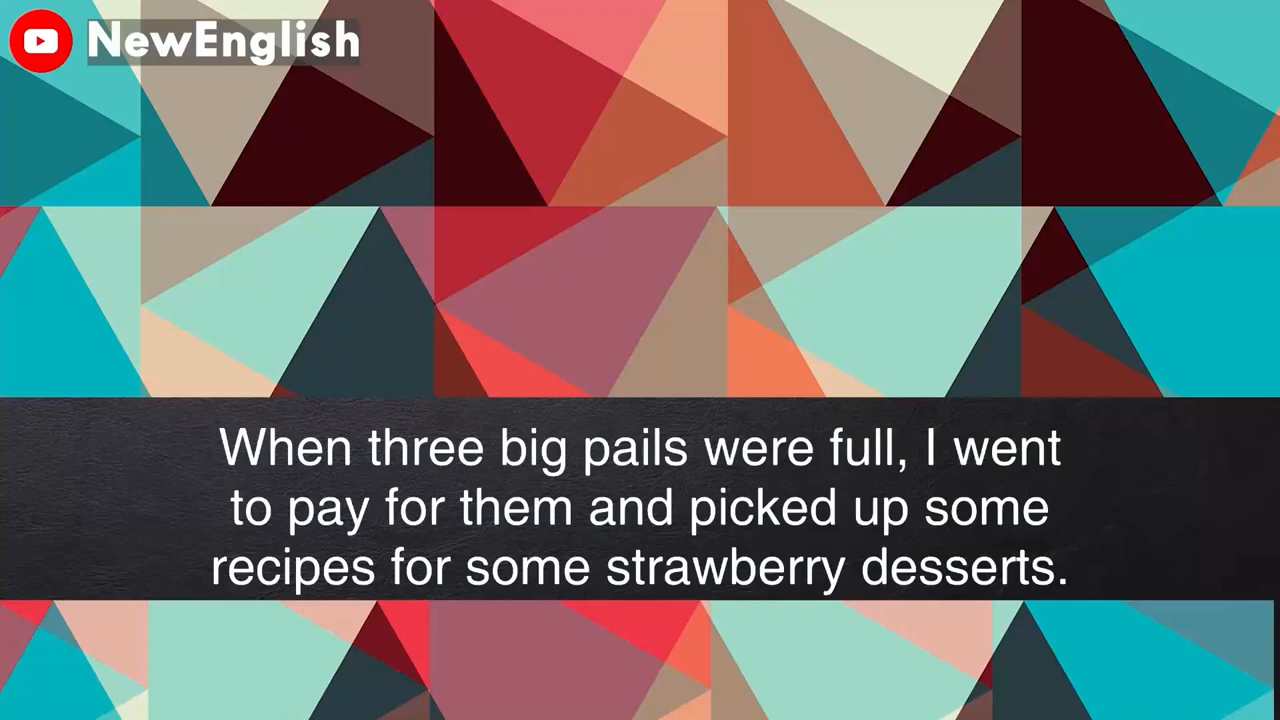 NewEnglish
When three big pails were full, I went
to pay for them and picked up some
recipes for some strawberry desserts.